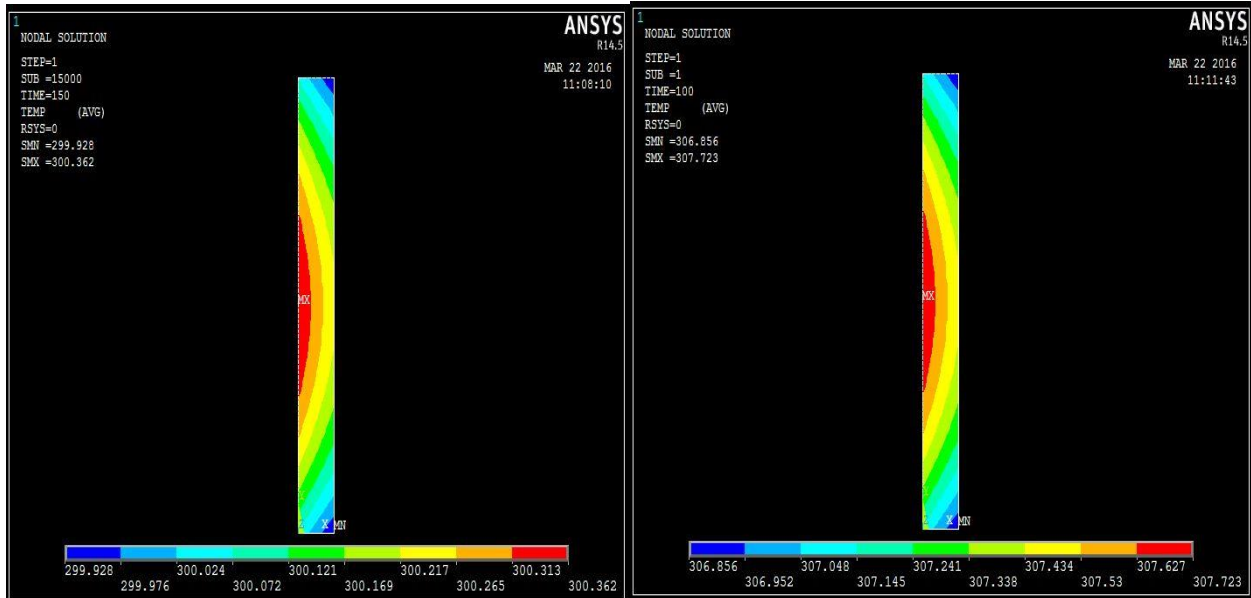 1
NODAL SOLUTION
STEP=1
SUB =15000
TIME=150
TEMP (AVG)
RSYS=0
SMN =299.928
SMX =300.362
ANSYS
R14.5
MAR 22 2016
11:08:10
MX
Y
Z X MN
299.928 300.024 300.121 300.217 300.313
299.976 300.072 300.169 300.265 300.362
1
NODAL SOLUTION
STEP=1
SUB =1
TIME=100
TEMP (AVG)
RSYS=0
SMN =306.856
SMX =307.723
ANSYS
R14.5
MAR 22 2016
11:11:43
MX
Y
Z X MN
306.856 307.048 307.241 307.434 307.627
306.952 307.145 307.338 307.53 307.723